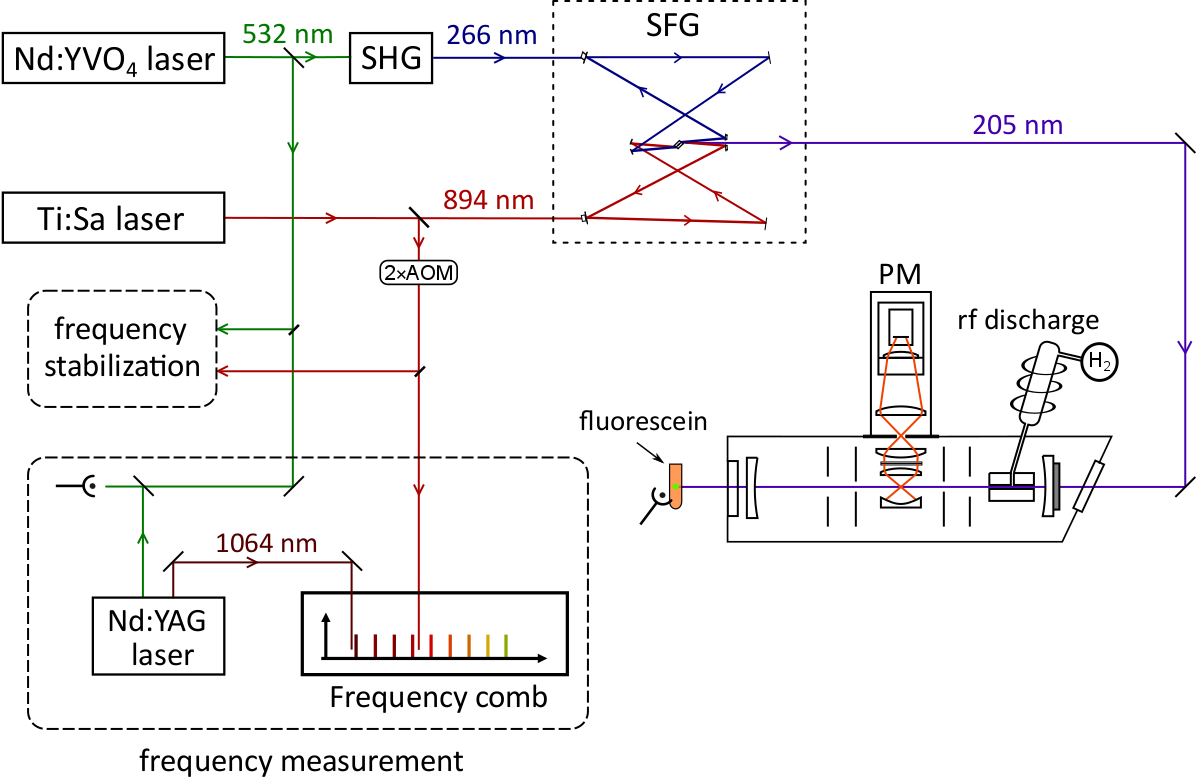 532 nm
Nd:YVO₄ laser
SHG
266 nm
SFG
205 nm
Ti:Sa laser
894 nm
2×AOM
PM
rf discharge
H₂
frequency
stabilization
fluorescein
1064 nm
Nd:YAG
laser
Frequency comb
frequency measurement